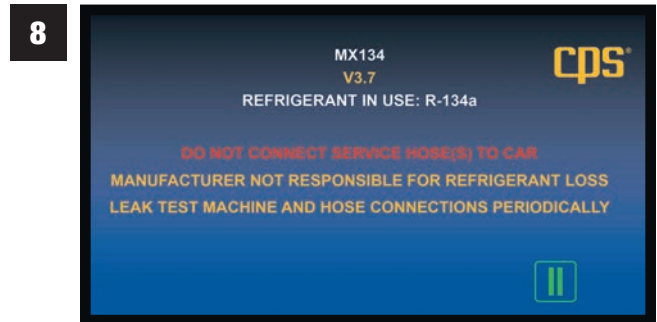 8
MX134
cps
V3.7
REFRIGERANT IN USE: R-134a
DO NOT CONNECT SERVICE HOSE(S) TO CAR
MANUFACTURER NOT RESPONSIBLE FOR REFRIGERANT LOSS
LEAK TEST MACHINE AND HOSE CONNECTIONS PERIODICALLY